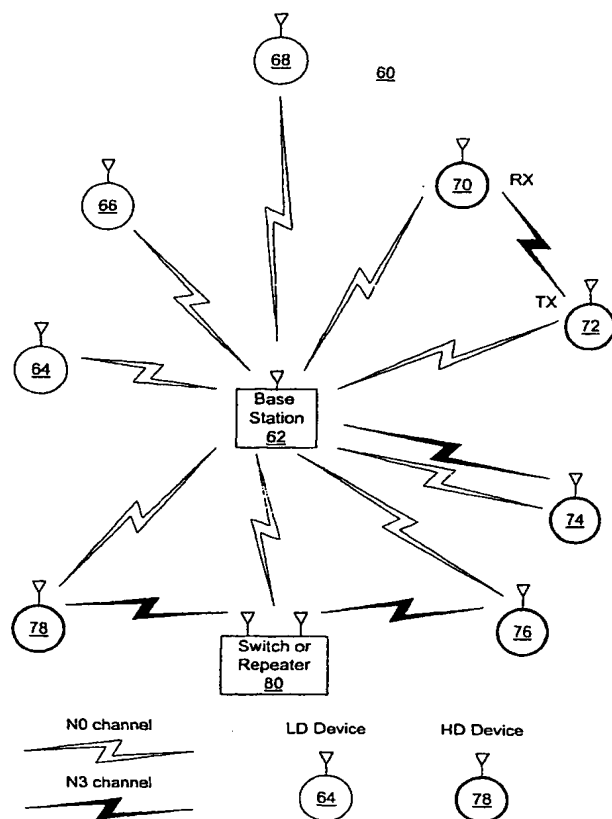 68
60
70
RX
66
TX
72
64
Base
Station
62
74
78
76
Switch or
Repeater
80
N0 channel
LD Device
HD Device
N3 channel
64
78